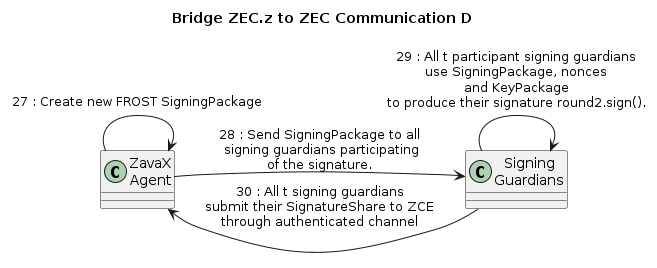 Bridge ZEC.z to ZEC Communication D
29 : All t participant signing guardians
use SigningPackage, nonces
and KeyPackage
to produce their signature round2.sign().
27 : Create new FROST SigningPackage
28 : Send SigningPackage to all
signing guardians participating
of the signature.
C
ZavaX
Agent
C
Signing
Guardians
30 : All t signing guardians
submit their SignatureShare to ZCE
through authenticated channel